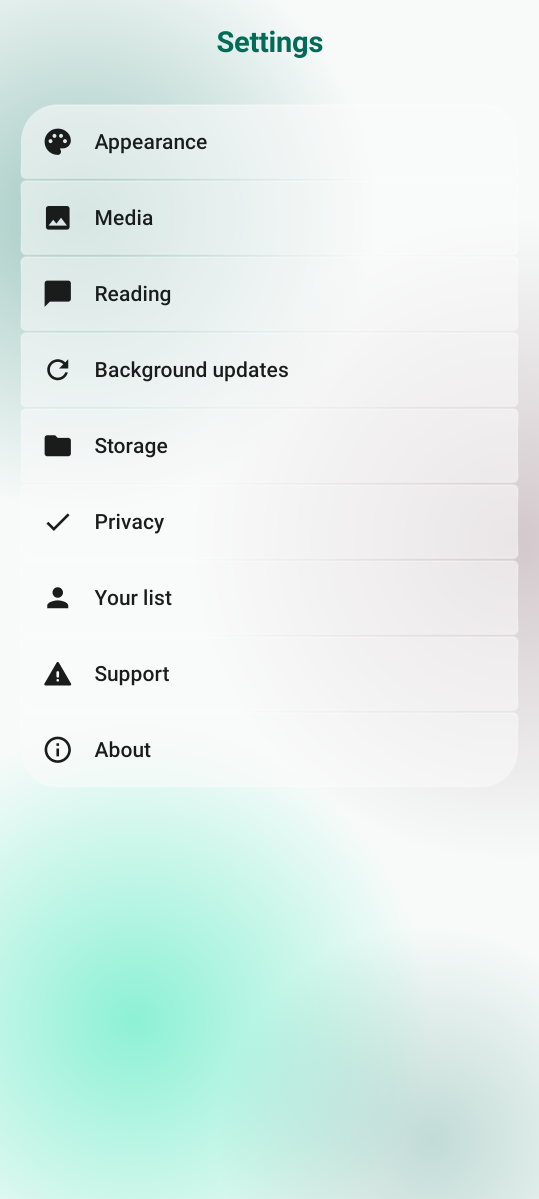 Settings
Appearance
Media
Reading
Background updates
Storage
Privacy
Your list
Support
About